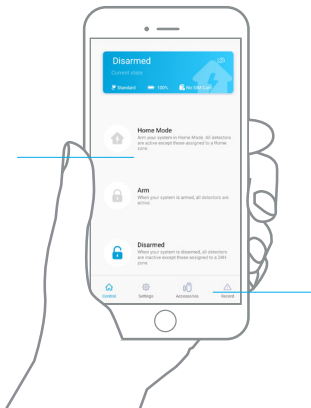 Disarmed
Current state
Standard 100% No SIM Card
Home Mode
Arm your system in Home Mode. All detectors
are active except those assigned to a Home
zone.
Arm
When your system is armed, all detectors are
active.
Disarmed
When your system is disarmed, all detectors
are inactive except those assigned to a 24H
zone.
Control Settings Accessories Record